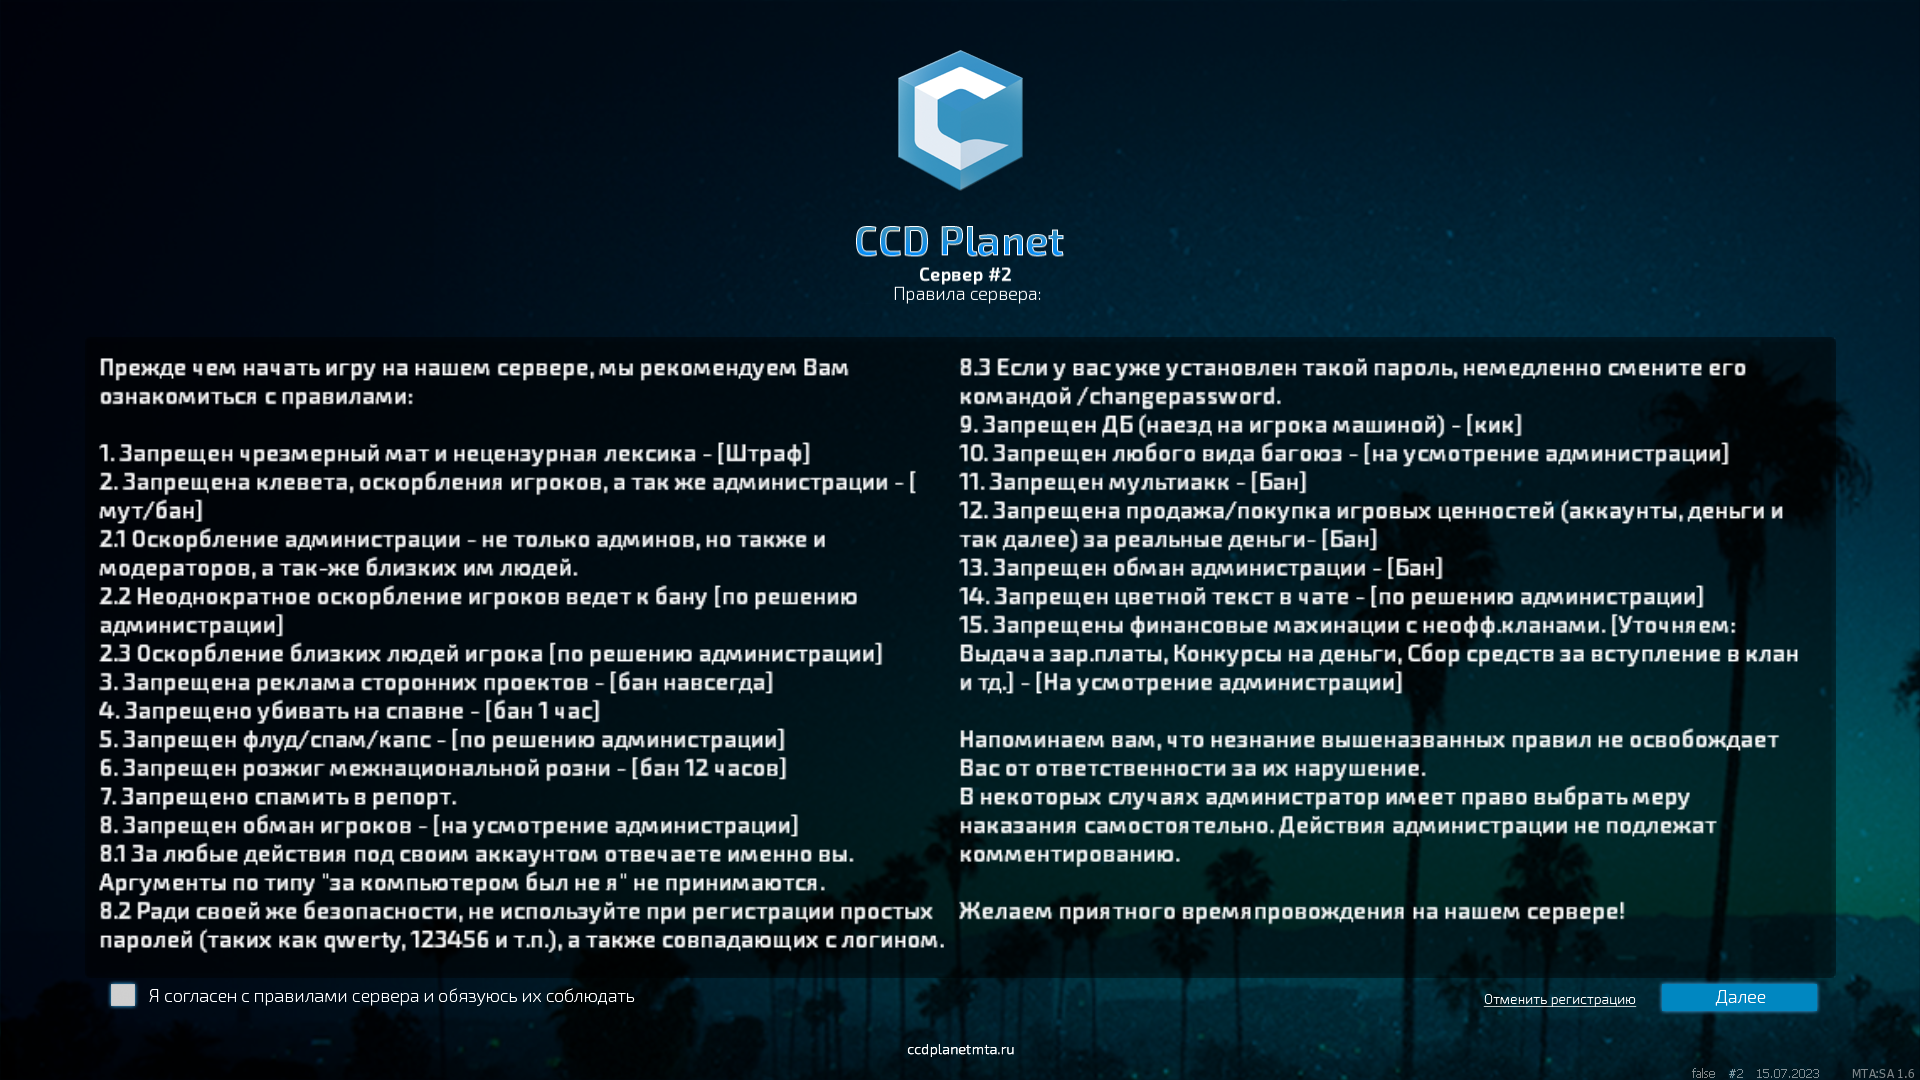 CCD Planet
Сервер #2
Правила сервера:
Прежде чем начать игру на нашем сервере, мы рекомендуем Вам
ознакомиться с правилами:
1. Запрещен чрезмерный мат и нецензурная лексика - [Штраф]
2. Запрещена клевета, оскорбления игроков, а так же администрации - [
мут/бан]
2.1 Оскорбление администрации - не только админов, но также и
модераторов, а так-же близких им людей.
2.2 Неоднократное оскорбление игроков ведет к бану [по решению
администрации]
2.3 Оскорбление близких людей игрока [по решению администрации]
3. Запрещена реклама сторонних проектов - [бан навсегда]
4. Запрещено убивать на спавне - [бан 1 час]
5. Запрещен флуд/спам/капс - [по решению администрации]
6. Запрещен розжиг межнациональной розни - [бан 12 часов]
7. Запрещено спамить в репорт.
8. Запрещен обман игроков - [на усмотрение администрации]
8.1 За любые действия под своим аккаунтом отвечаете именно вы.
Аргументы по типу "за компьютером был не я" не принимаются.
8.2 Ради своей же безопасности, не используйте при регистрации простых
паролей (таких как qwerty, 123456 и т.п.), а также совпадающих с логином.
8.3 Если у вас уже установлен такой пароль, немедленно смените его
командой /changepassword.
9. Запрещен ДБ (наезд на игрока машиной) - [кик]
10. Запрещен любого вида багоюз - [на усмотрение администрации]
11. Запрещен мультиакк - [Бан]
12. Запрещена продажа/покупка игровых ценностей (аккаунты, деньги и
так далее) за реальные деньги- [Бан]
13. Запрещен обман администрации - [Бан]
14. Запрещен цветной текст в чате - [по решению администрации]
15. Запрещены финансовые махинации с неофф.кланами. [Уточняем:
Выдача зар.платы, Конкурсы на деньги, Сбор средств за вступление в клан
и тд.] - [На усмотрение администрации]
Напоминаем вам, что незнание вышеназванных правил не освобождает
Вас от ответственности за их нарушение.
В некоторых случаях администратор имеет право выбрать меру
наказания самостоятельно. Действия администрации не подлежат
комментированию.
Желаем приятного времяпровождения на нашем сервере!
Я согласен с правилами сервера и обязуюсь их соблюдать
Отменить регистрацию
Далее
ccdplanetmta.ru
false #2 15.07.2023 MTA:SA 1.6